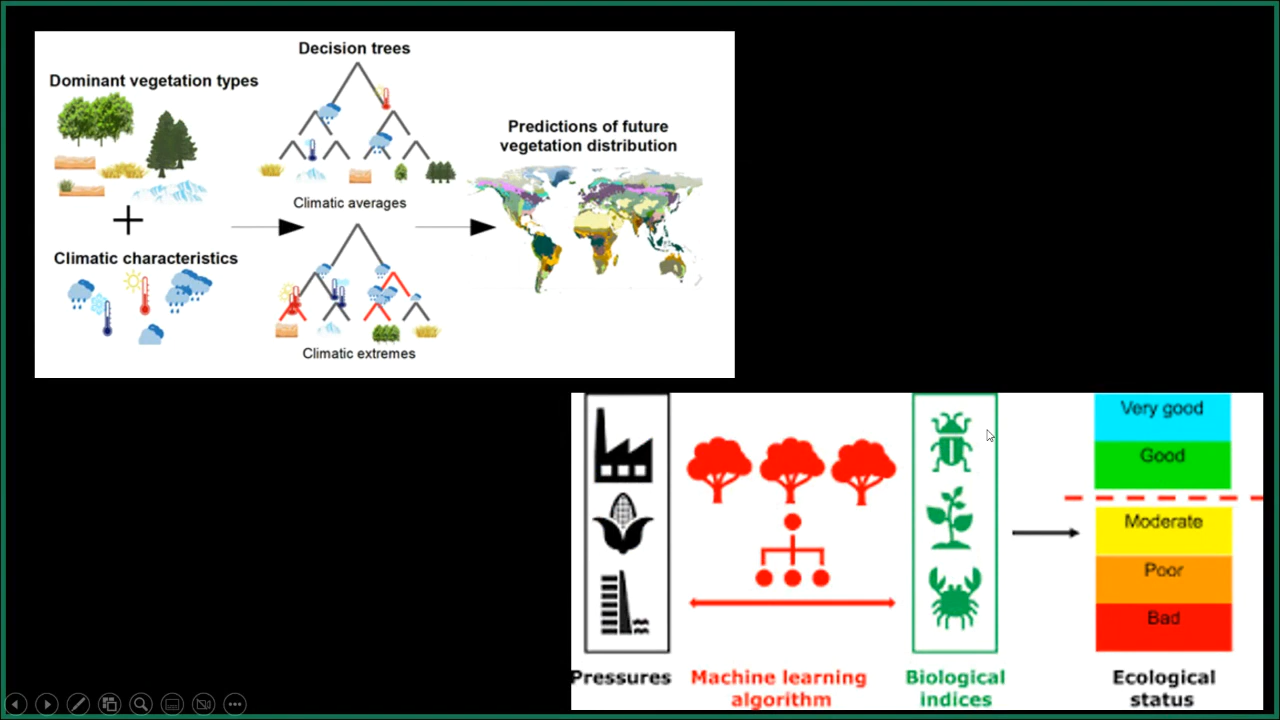 Decision trees
Dominant vegetation types
Predictions of future
vegetation distribution
Climatic averages
Climatic characteristics
Climatic extremes
Very good
Good
Moderate
Poor
Bad
Pressures
Machine learning
algorithm
Biological
indices
Ecological
status